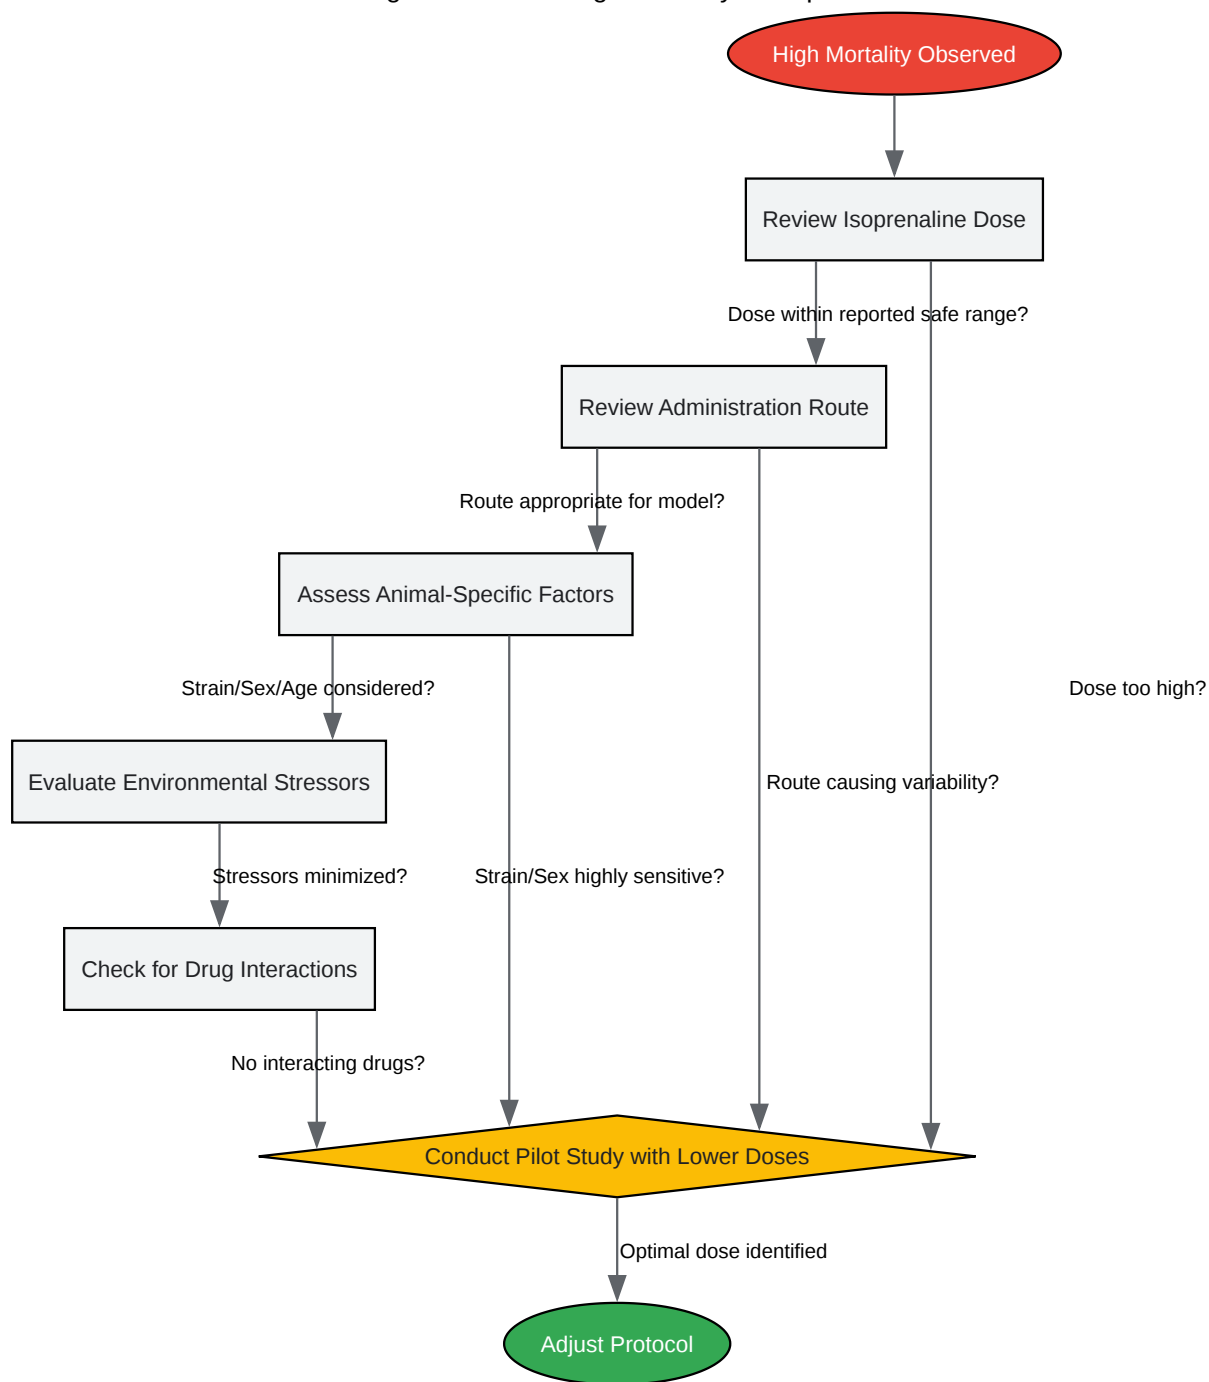 High Mortality Observed
Review Isoprenaline Dose
Dose within reported safe range?
Review Administration Route
Route appropriate for model?
Assess Animal-Specific Factors
Strain/Sex/Age considered?
Dose too high?
Evaluate Environmental Stressors
Route causing variability?
Stressors minimized?
Strain/Sex highly sensitive?
Check for Drug Interactions
No interacting drugs?
Conduct Pilot Study with Lower Doses
Optimal dose identified
Adjust Protocol